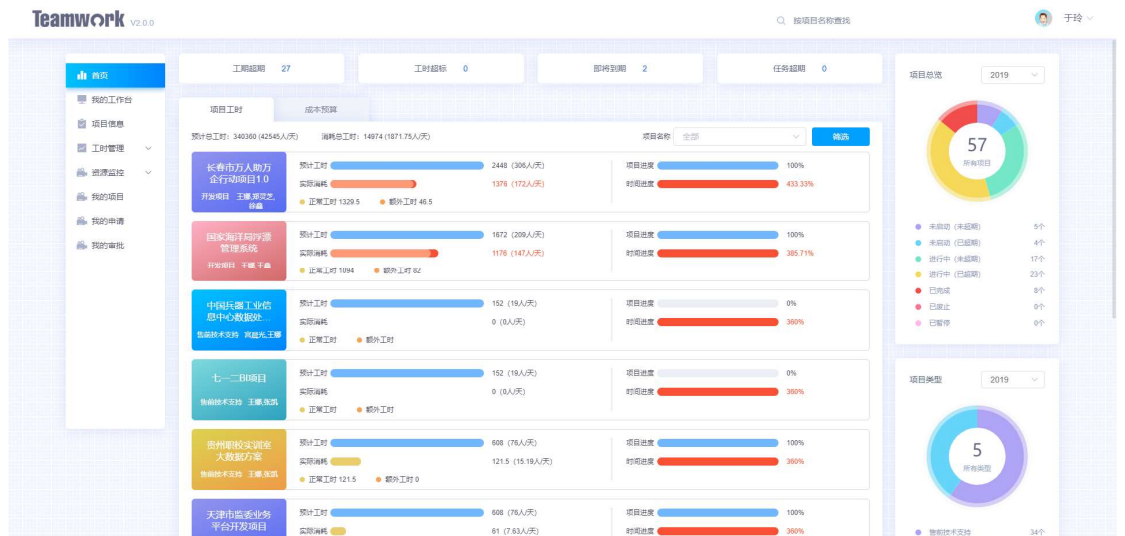 Teamwork V2.0.0
按项目名称查找
于玲
首页
我的工作台
项目信息
工时管理
资源监控
我的项目
我的申请
我的审批
工期超期 27
工时超标 0
即将到期 2
任务超期 0
项目工时
成本预算
预计总工时: 340360 (42545人/天) 消耗总工时: 14974 (1871.75人/天)
项目名称 全部 筛选
长春市万人助万
企行动项目1.0
开发项目 王娜,郑灵芝,
徐鑫
预计工时 2448 (306人/天)
实际消耗 1376 (172人/天)
正常工时 1329.5 额外工时 46.5
项目进度 100%
时间进度 433.33%
国家海洋局浮漂
管理系统
开发项目 王娜,王鑫
预计工时 1672 (209人/天)
实际消耗 1176 (147人/天)
正常工时 1094 额外工时 82
项目进度 100%
时间进度 385.71%
中国兵器工业信
息中心数据处...
售前技术支持 宫晨光,王娜
预计工时 152 (19人/天)
实际消耗 0 (0人/天)
正常工时 额外工时
项目进度 0%
时间进度 360%
七一二BI项目
售前技术支持 王娜,张凯
预计工时 152 (19人/天)
实际消耗 0 (0人/天)
正常工时 额外工时
项目进度 0%
时间进度 360%
贵州职校实训室
大数据方案
售前技术支持 王娜,张凯
预计工时 608 (76人/天)
实际消耗 121.5 (15.19人/天)
正常工时 121.5 额外工时 0
项目进度 100%
时间进度 360%
天津市监委业务
平台开发项目
预计工时 608 (76人/天)
实际消耗 61 (7.63人/天)
项目进度 100%
时间进度 360%
项目总览 2019
57
所有项目
未启动 (未超期) 5个
未启动 (已超期) 4个
进行中 (未超期) 17个
进行中 (已超期) 23个
已完成 8个
已废止 0个
已暂停 0个
项目类型 2019
5
所有类型
售前技术支持 34个